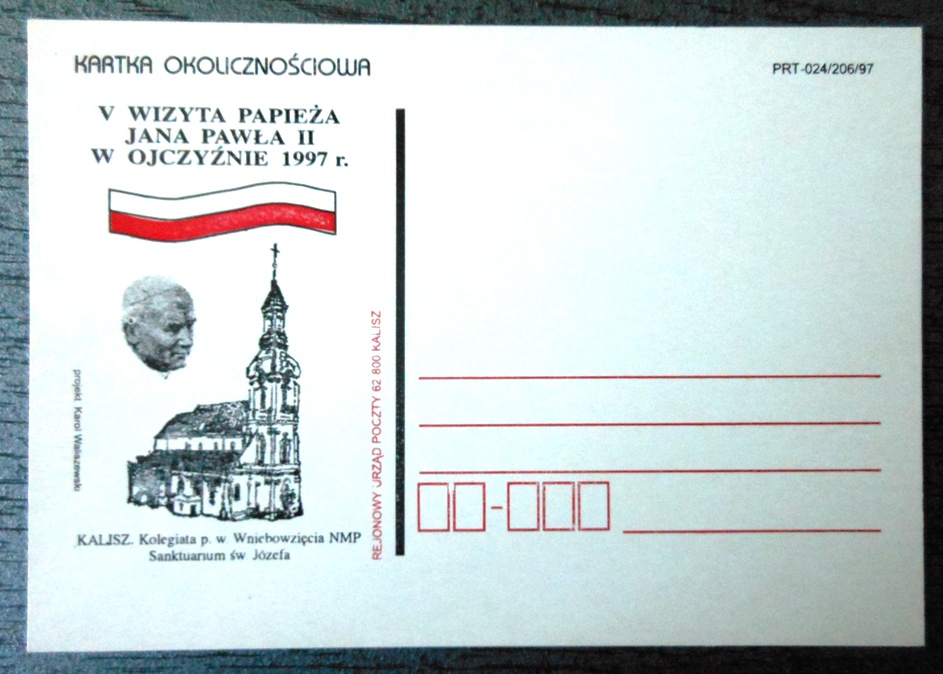 KARTKA OKOLICZNOŚCIOWA
PRT-024/206/97
V WIZYTA PAPIEŻA
JANA PAWŁA II
W OJCZYŹNIE 1997 r.
projekt Karol Waliszewski
KALISZ. Kolegiata p. w. Wniebowzięcia NMP
Sanktuarium św. Józefa
REJONOWY URZĄD POCZTY 62 800 KALISZ